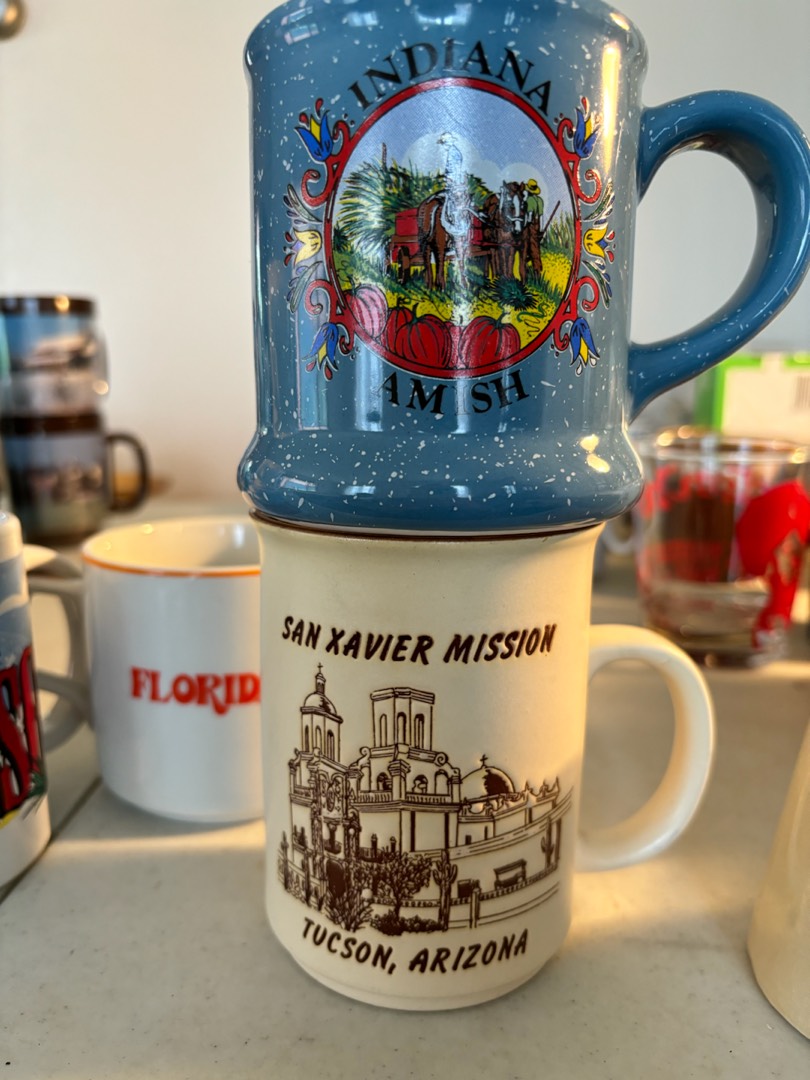 INDIANA
AMISH
SAN XAVIER MISSION
TUCSON, ARIZONA
FLORID